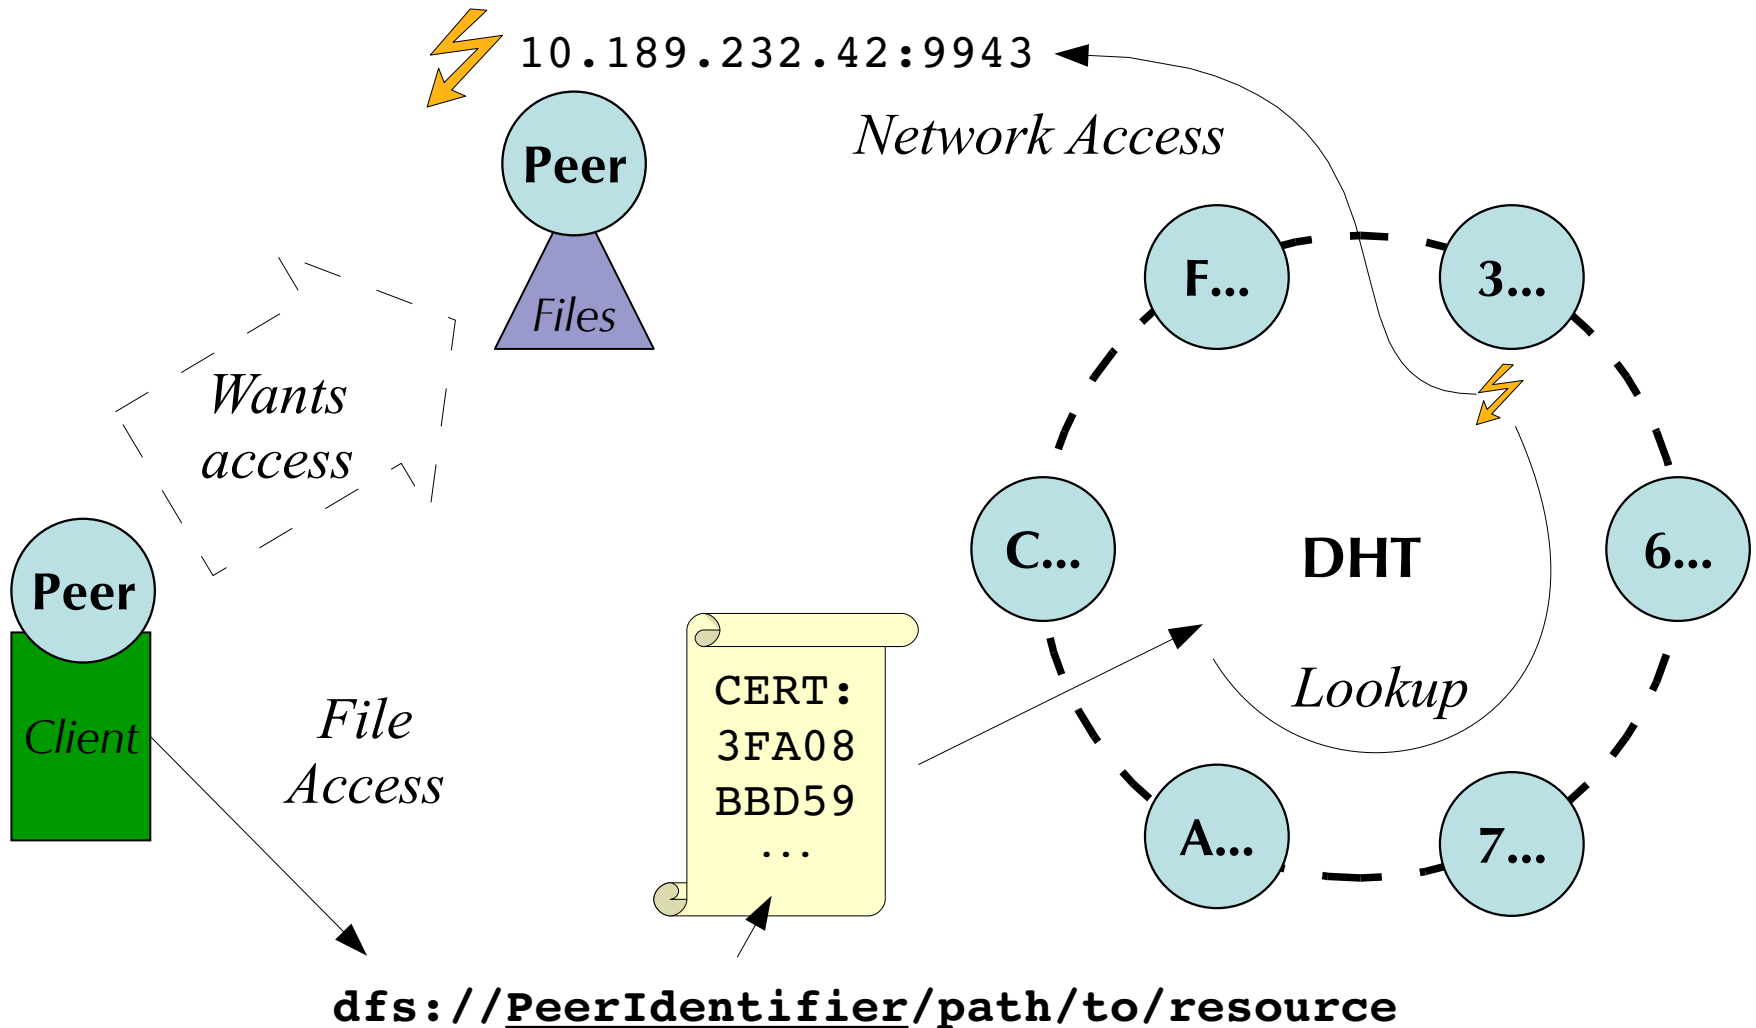 10.189.232.42:9943
Network Access
Peer
Files
Wants
access
Peer
Client
File
Access
CERT:
3FA08
BBD59
...
F...
3...
C...
DHT
6...
Lookup
A...
7...
dfs://PeerIdentifier/path/to/resource